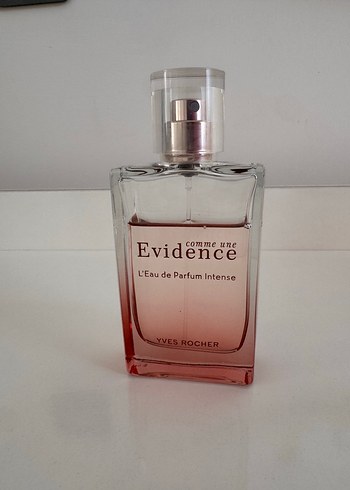 comme une
Evidence
L'Eau de Parfum Intense
YVES ROCHER